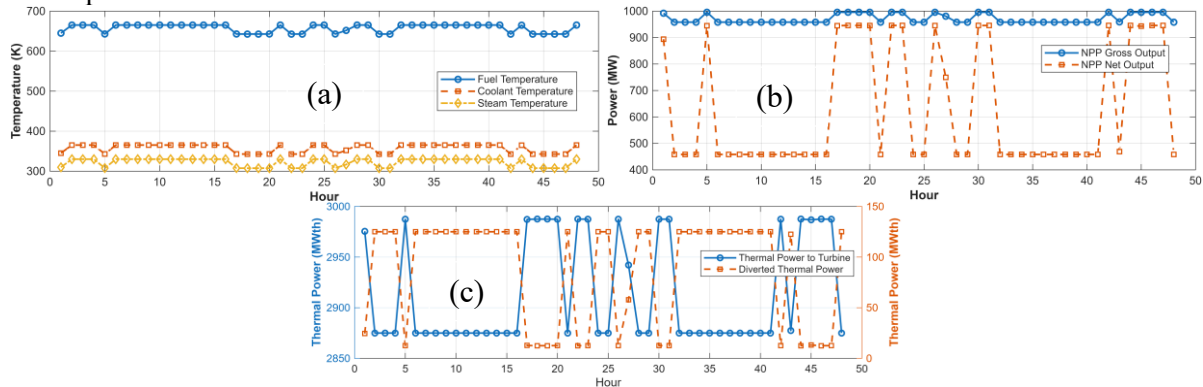 700
600
500
400
300
Temperature (K)
Fuel Temperature
Coolant Temperature
Steam Temperature
(a)
0 5 10 15 20 25 30 35 40 45 50
Hour
1000
900
800
700
600
500
400
Power (MW)
NPP Gross Output
NPP Net Output
(b)
0 5 10 15 20 25 30 35 40 45 50
Hour
3000
2950
2900
2850
Thermal Power (MWth)
Thermal Power to Turbine
Diverted Thermal Power
(c)
150
100
50
0
Thermal Power (MWth)
0 5 10 15 20 25 30 35 40 45 50
Hour